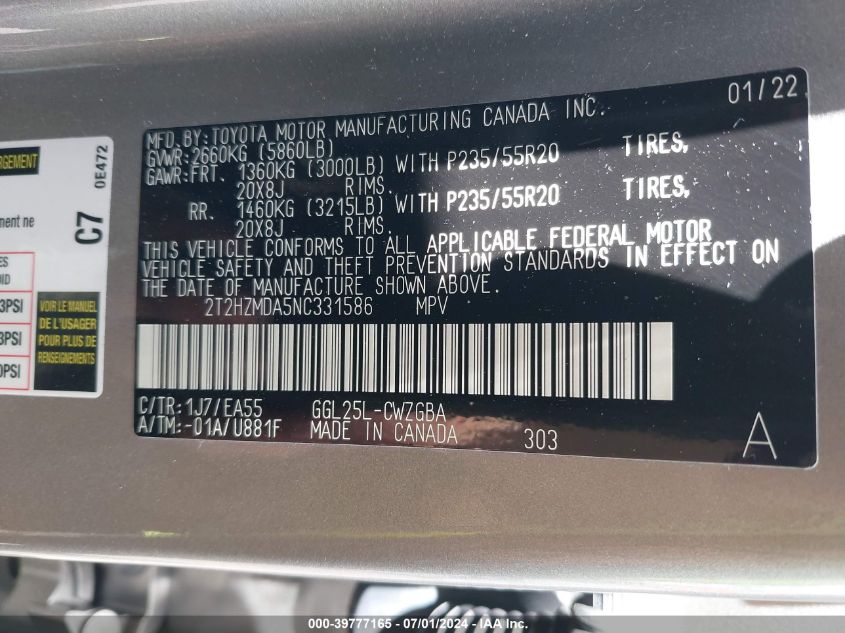 01/22
MFD.BY:TOYOTA MOTOR MANUFACTURING CANADA INC.
GVWR:2660KG (5860LB)
GAWR:FRT. 1360KG (3000LB) WITH P235/55R20 TIRES,
20X8J RIMS.
RR. 1460KG (3215LB) WITH P235/55R20 TIRES,
20X8J RIMS.
THIS VEHICLE CONFORMS TO ALL APPLICABLE FEDERAL MOTOR
VEHICLE SAFETY AND THEFT PREVENTION STANDARDS IN EFFECT ON
THE DATE OF MANUFACTURE SHOWN ABOVE.
2T2HZMDA5NC331586 MPV
C/TR:1J7/EA55 GGL25L-CWZGBA
A/TM:-01A/U881F MADE IN CANADA 303
A
0E472
C7
VOIR LE MANUEL
DE L'USAGER
POUR PLUS DE
RENSEIGNEMENTS
000-39777165 - 07/01/2024 - IAA Inc.